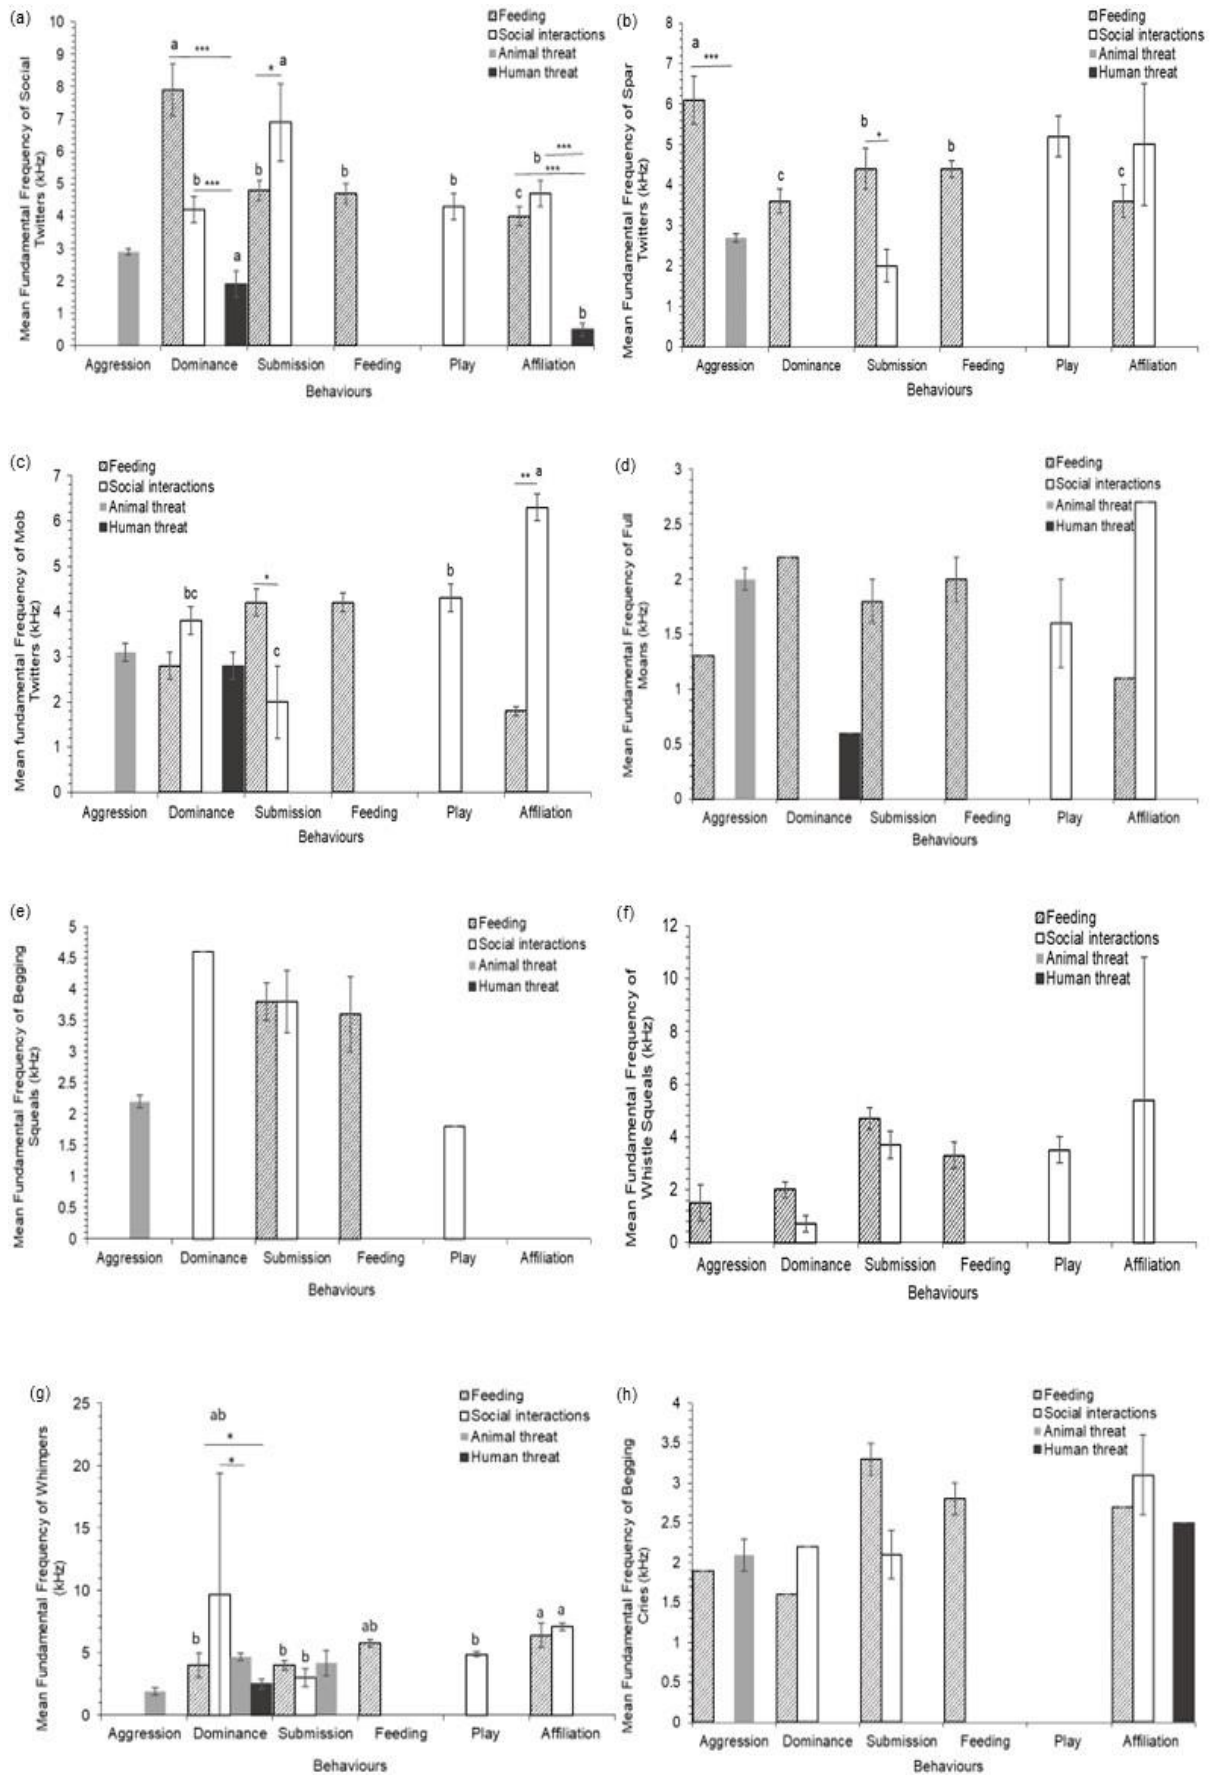 (a)
Mean Fundamental Frequency of Social
Twitters (kHz)
10
9
8
7
6
5
4
3
2
1
0
Feeding
Social interactions
Animal threat
Human threat
a
***
b
***
a
*
a
b
b
b
c
b
***
***
b
Aggression
Dominance
Submission
Feeding
Play
Affiliation
Behaviours
(b)
Mean Fundamental Frequency of Spar
Twitters (kHz)
8
7
6
5
4
3
2
1
0
Feeding
Social interactions
Animal threat
Human threat
a
***
c
b
*
b
c
Aggression
Dominance
Submission
Feeding
Play
Affiliation
Behaviours
(c)
Mean fundamental Frequency of Mob
Twitters (kHz)
7
6
5
4
3
2
1
0
Feeding
Social interactions
Animal threat
Human threat
bc
*
c
b
**
a
Aggression
Dominance
Submission
Feeding
Play
Affiliation
Behaviours
(d)
Mean Fundamental Frequency of Full
Moans (kHz)
3
2.5
2
1.5
1
0.5
0
Feeding
Social interactions
Animal threat
Human threat
Aggression
Dominance
Submission
Feeding
Play
Affiliation
Behaviours
(e)
Mean Fundamental Frequency of Begging
Squeals (kHz)
5
4.5
4
3.5
3
2.5
2
1.5
1
0.5
0
Feeding
Social interactions
Animal threat
Human threat
Aggression
Dominance
Submission
Feeding
Play
Affiliation
Behaviours
(f)
Mean Fundamental Frequency of
Whistle Squeals (kHz)
12
10
8
6
4
2
0
Feeding
Social interactions
Animal threat
Human threat
Aggression
Dominance
Submission
Feeding
Play
Affiliation
Behaviours
(g)
Mean Fundamental Frequency of Whimpers
(kHz)
25
20
15
10
5
0
Feeding
Social interactions
Animal threat
Human threat
ab
*
*
b
b
b
ab
b
a
a
Aggression
Dominance
Submission
Feeding
Play
Affiliation
Behaviours
(h)
Mean Fundamental Frequency of Begging
Cries (kHz)
4
3.5
3
2.5
2
1.5
1
0.5
0
Feeding
Social interactions
Animal threat
Human threat
Aggression
Dominance
Submission
Feeding
Play
Affiliation
Behaviours